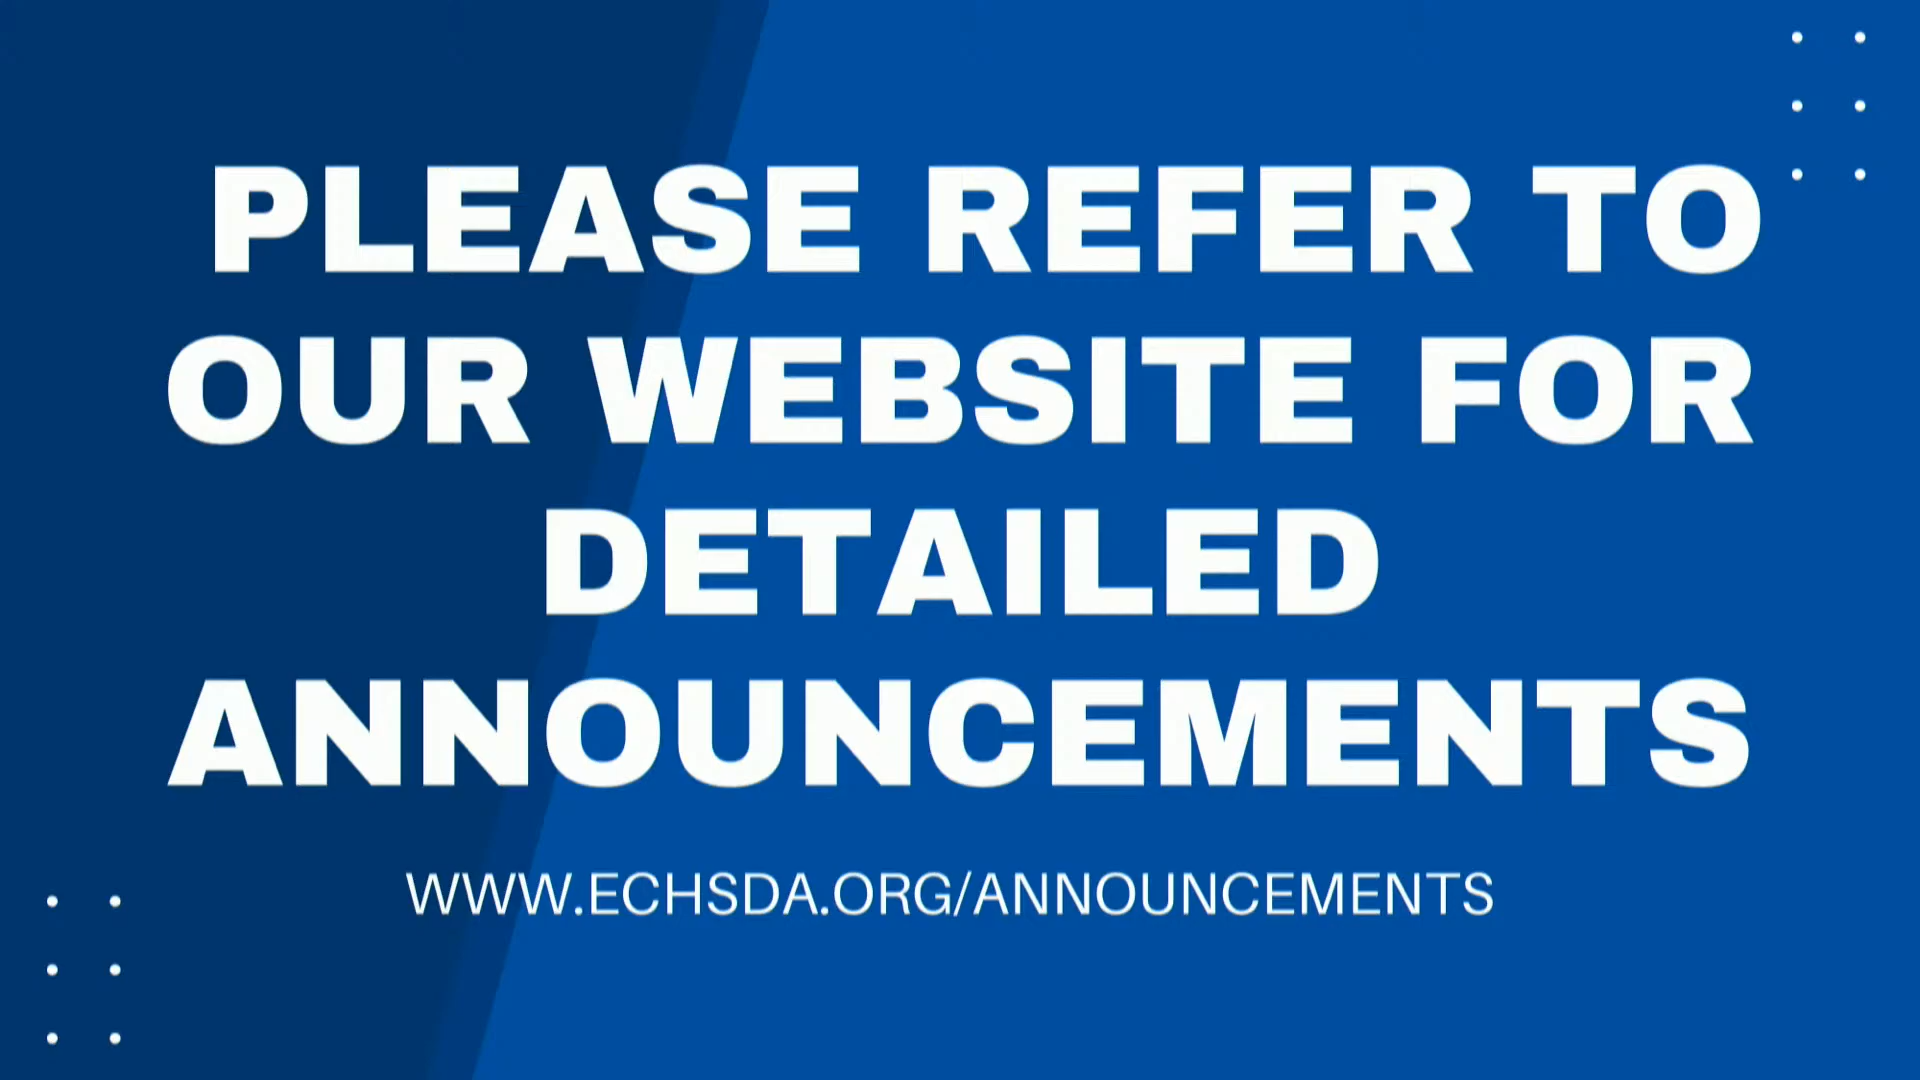 PLEASE REFER TO
OUR WEBSITE FOR
DETAILED
ANNOUNCEMENTS
WWW.ECHSDA.ORG/ANNOUNCEMENTS